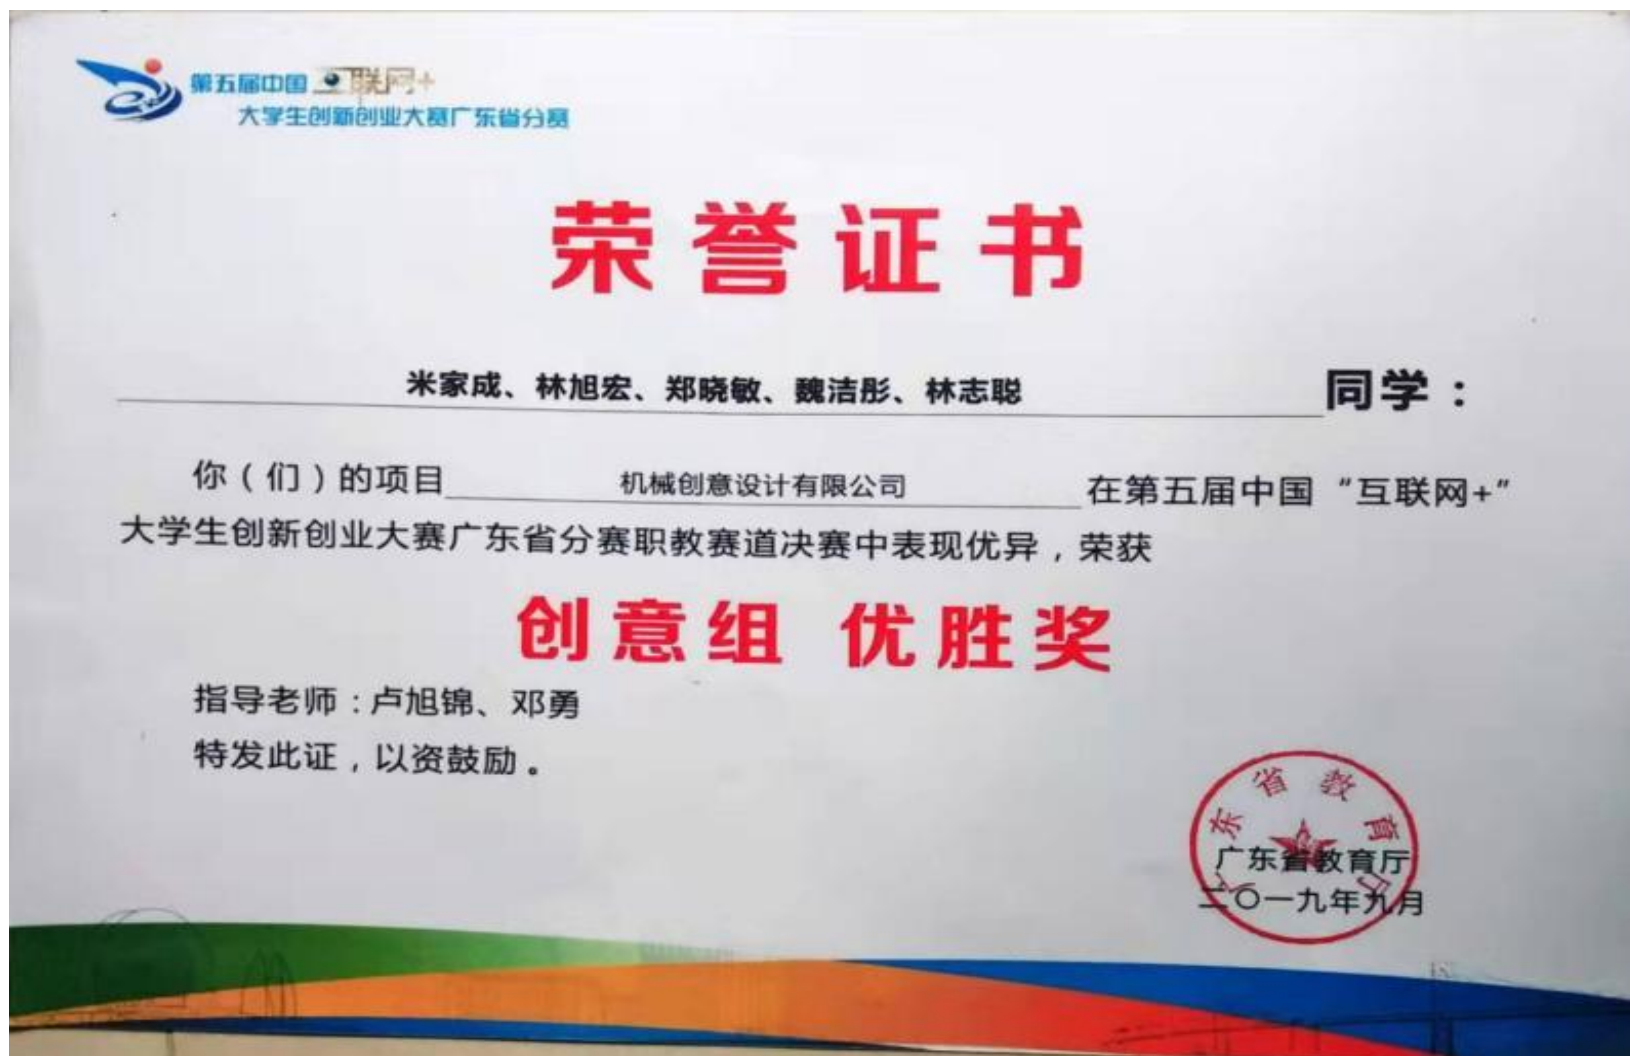 第五届中国互联网+
大学生创新创业大赛广东省分赛
荣誉证书
米家成、林旭宏、郑晓敏、魏洁彤、林志聪 同学：
你（们）的项目 机械创意设计有限公司 在第五届中国“互联网+”
大学生创新创业大赛广东省分赛职教赛道决赛中表现优异，荣获
创意组 优胜奖
指导老师：卢旭锦、邓勇
特发此证，以资鼓励。
广东省教育厅
广东省教育厅
二〇一九年九月